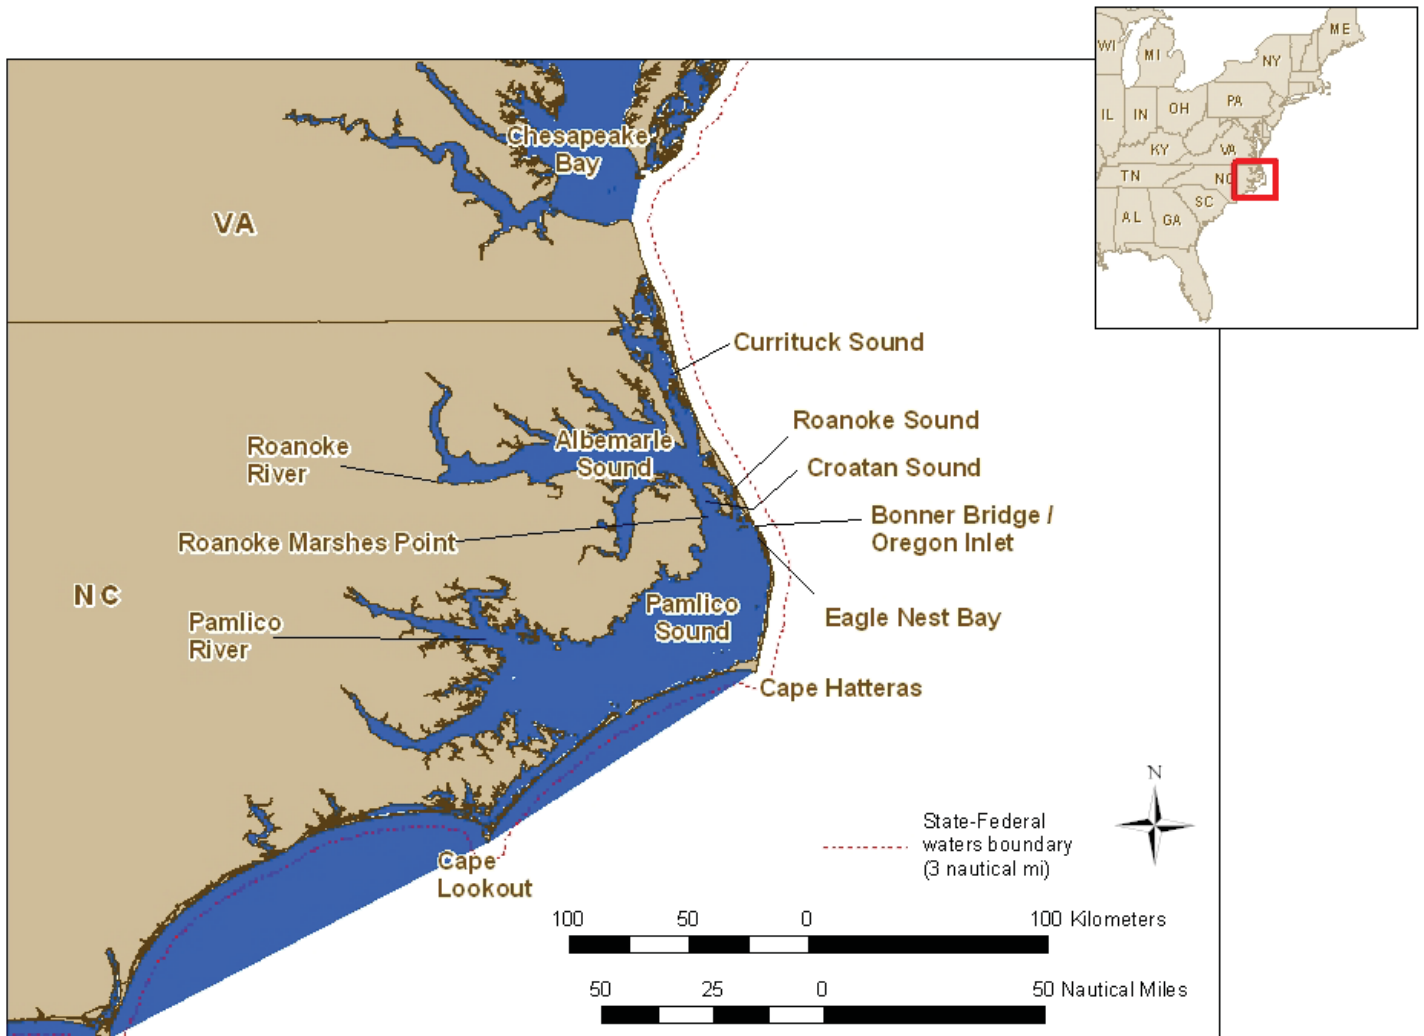 ME
WI
MI
NY
PA
IL
IN
OH
KY
VA
TN
NC
SC
AL
GA
Chesapeake
Bay
VA
Currituck Sound
Roanoke Sound
Albemarle
Sound
Roanoke
River
Croatan Sound
Bonner Bridge /
Oregon Inlet
Roanoke Marshes Point
N C
Pamlico
Sound
Eagle Nest Bay
Pamlico
River
Cape Hatteras
N
State-Federal
waters boundary
(3 nautical mi)
Cape
Lookout
100 50 0 100 Kilometers
50 25 0 50 Nautical Miles